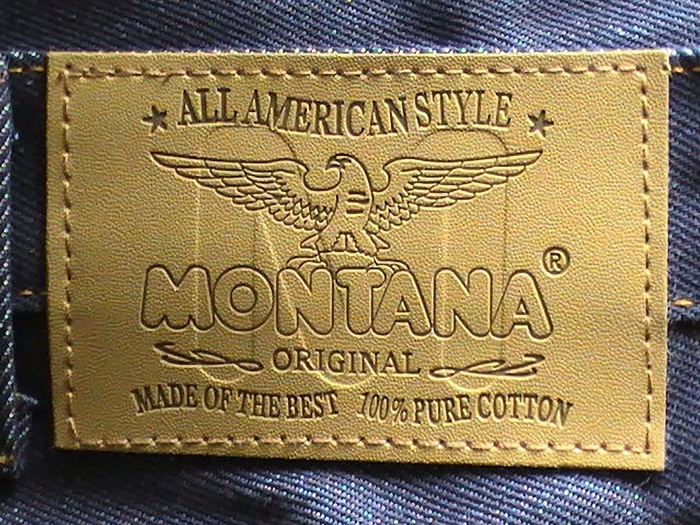 ALL AMERICAN STYLE
MONTANA®
ORIGINAL
MADE OF THE BEST 100% PURE COTTON